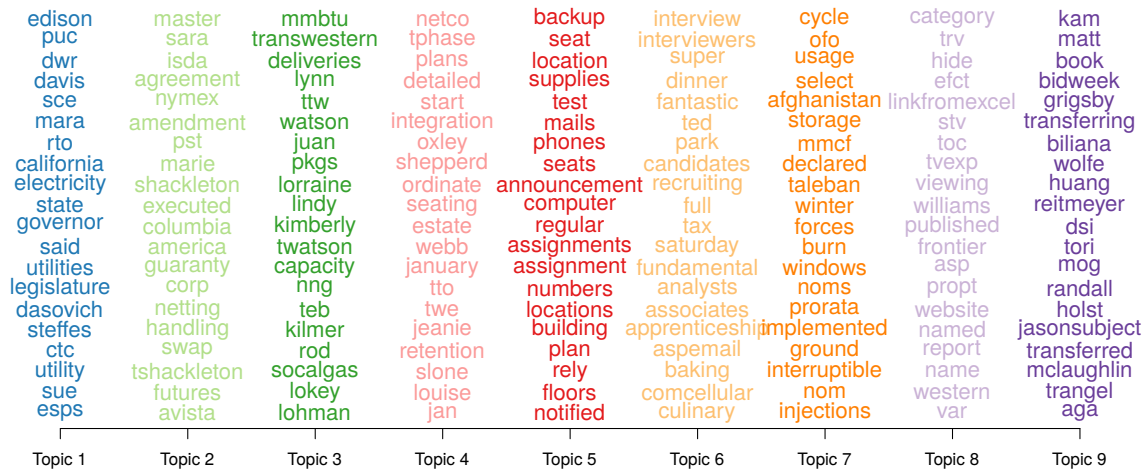 edison master mmbtu netco backup interview cycle category kam
puc sara transwestern tphase seat interviewers ofo trv matt
dwr isda deliveries plans location super usage hide book
davis agreement lynn detailed supplies dinner select efct bidweek
sce nymex ttw start test fantastic afghanistan linkfromexcel grigsby
mara amendment watson integration mails ted storage stv transferring
rto pst juan oxley phones park mmcf toc biliana
california marie pkgs shepperd seats candidates declared tvexp wolfe
electricity shackleton lorraine ordinate announcement recruiting taleban viewing huang
state executed lindy seating computer full winter williams reitmeyer
governor columbia kimberly estate regular tax forces published dsi
said america twatson webb assignments saturday burn frontier tori
utilities guaranty capacity january assignment fundamental windows asp mog
legislature corp nng tto numbers analysts noms propt randall
dasovich netting teb twe locations associates prorata website holst
steffes handling kilmer jeanie building apprenticeship implemented named jasonsubject
ctc swap rod retention plan aspemail ground report transferred
utility tshackleton socalgas slone rely baking interruptible name mclaughlin
sue futures lokey louise floors comcellular nom western trangel
esps avista lohman jan notified culinary injections var aga
Topic 1 Topic 2 Topic 3 Topic 4 Topic 5 Topic 6 Topic 7 Topic 8 Topic 9